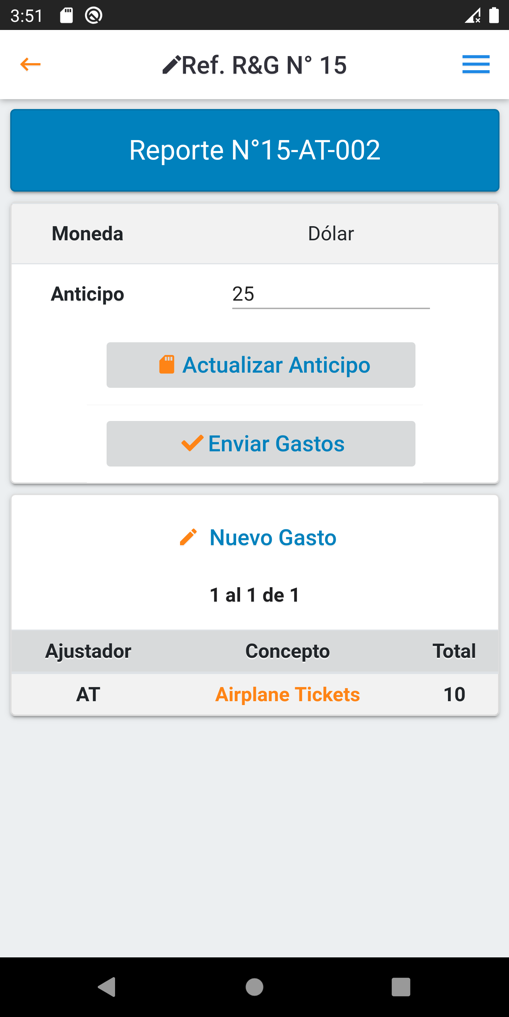 3:51
Ref. R&G N° 15
Reporte N°15-AT-002
Moneda Dólar
Anticipo 25
Actualizar Anticipo
Enviar Gastos
Nuevo Gasto
1 al 1 de 1
Ajustador Concepto Total
AT Airplane Tickets 10